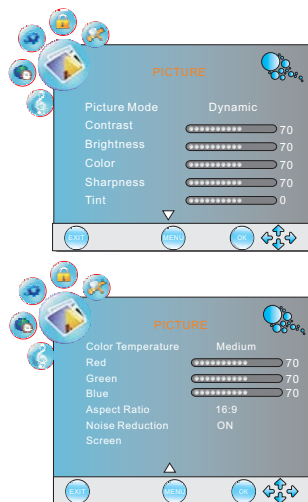 PICTURE
Picture Mode Dynamic
Contrast 70
Brightness 70
Color 70
Sharpness 70
Tint 0
EXIT MENU OK
PICTURE
Color Temperature Medium
Red 70
Green 70
Blue 70
Aspect Ratio 16:9
Noise Reduction ON
Screen
EXIT MENU OK